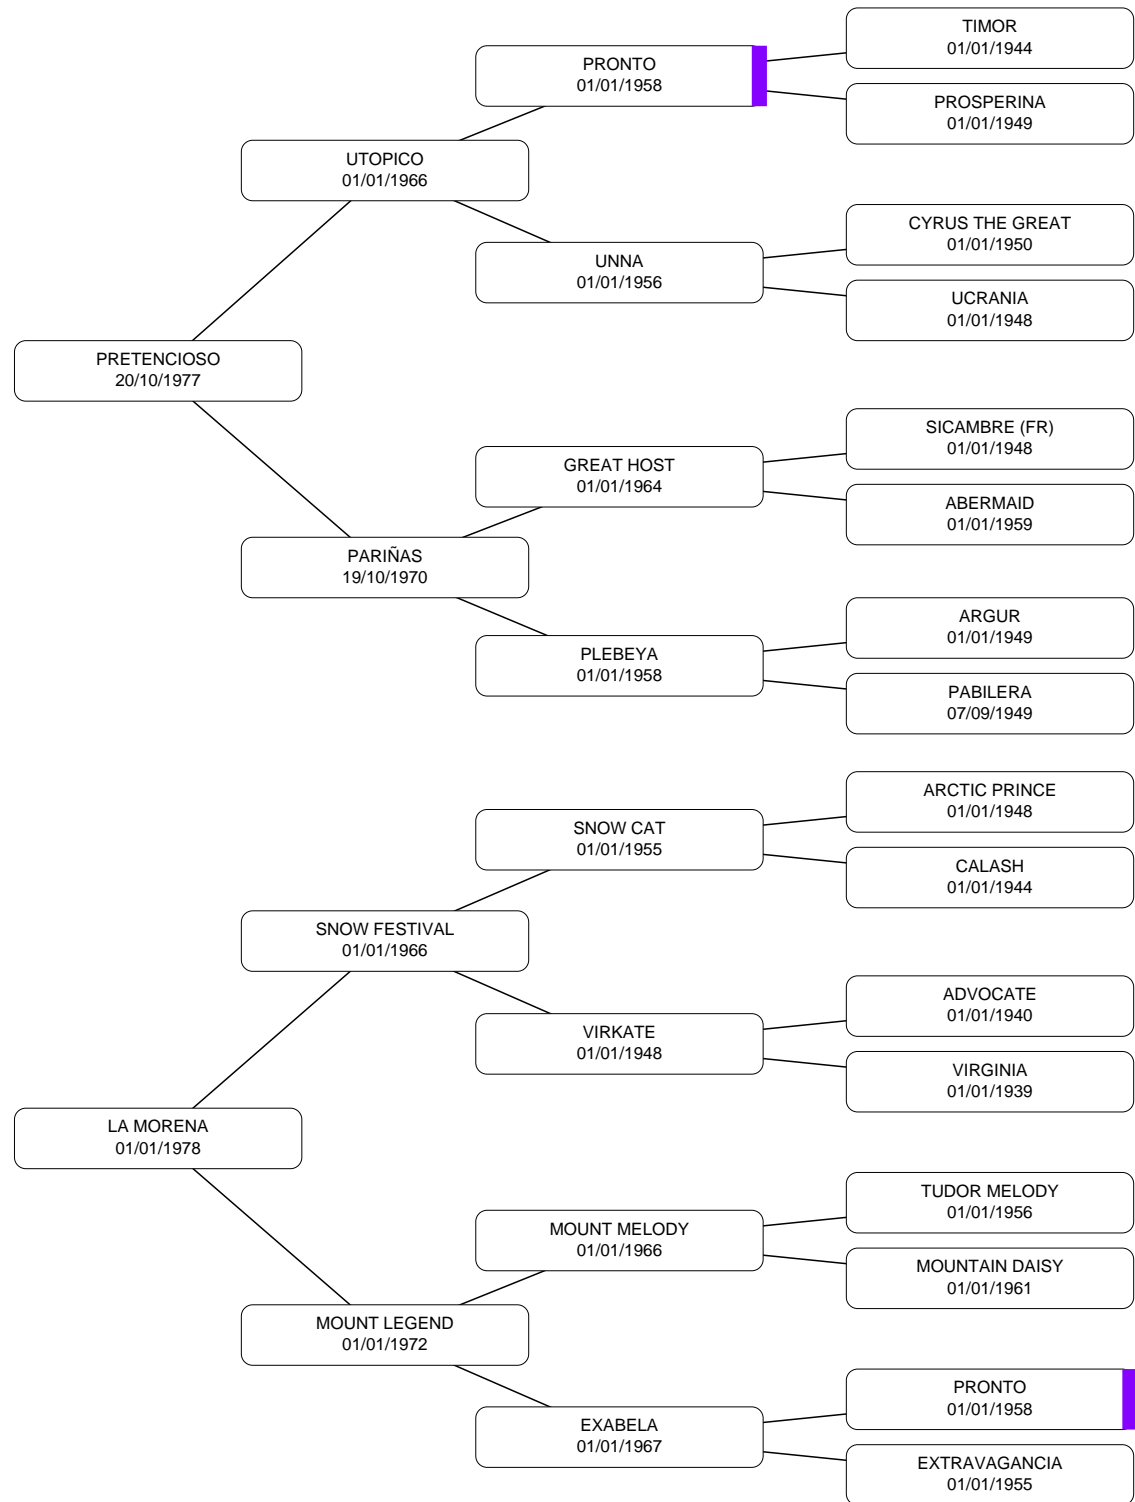 TIMOR
01/01/1944
PRONTO
01/01/1958
PROSPERINA
01/01/1949
UTOPICO
01/01/1966
CYRUS THE GREAT
01/01/1950
UNNA
01/01/1956
UCRANIA
01/01/1948
PRETENCIOSO
20/10/1977
SICAMBRE (FR)
01/01/1948
GREAT HOST
01/01/1964
ABERMAID
01/01/1959
PARIÑAS
19/10/1970
ARGUR
01/01/1949
PLEBEYA
01/01/1958
PABILERA
07/09/1949
ARCTIC PRINCE
01/01/1948
SNOW CAT
01/01/1955
CALASH
01/01/1944
SNOW FESTIVAL
01/01/1966
ADVOCATE
01/01/1940
VIRKATE
01/01/1948
VIRGINIA
01/01/1939
LA MORENA
01/01/1978
TUDOR MELODY
01/01/1956
MOUNT MELODY
01/01/1966
MOUNTAIN DAISY
01/01/1961
MOUNT LEGEND
01/01/1972
PRONTO
01/01/1958
EXABELA
01/01/1967
EXTRAVAGANCIA
01/01/1955